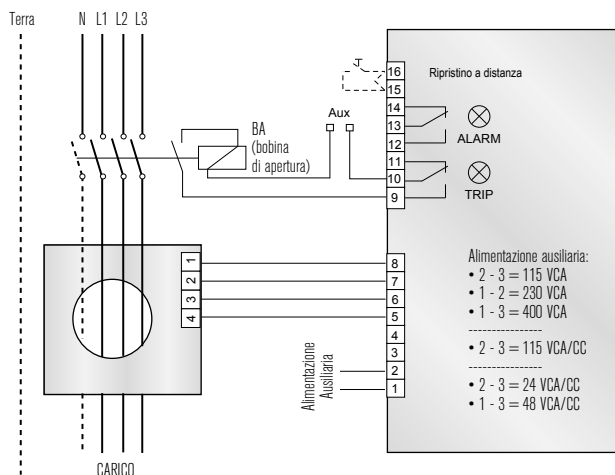 Terra N L1 L2 L3
16 Ripristino a distanza
15
14
Aux 13
ALARM
12
BA
(bobina
di apertura)
11
10
TRIP
9
1 8
2 7
3 6
4 5
4
3
2
1
Alimentazione
Ausiliaria
Alimentazione ausiliaria:
• 2 - 3 = 115 VCA
• 1 - 2 = 230 VCA
• 1 - 3 = 400 VCA
----------------
• 2 - 3 = 115 VCA/CC
----------------
• 2 - 3 = 24 VCA/CC
• 1 - 3 = 48 VCA/CC
CARICO